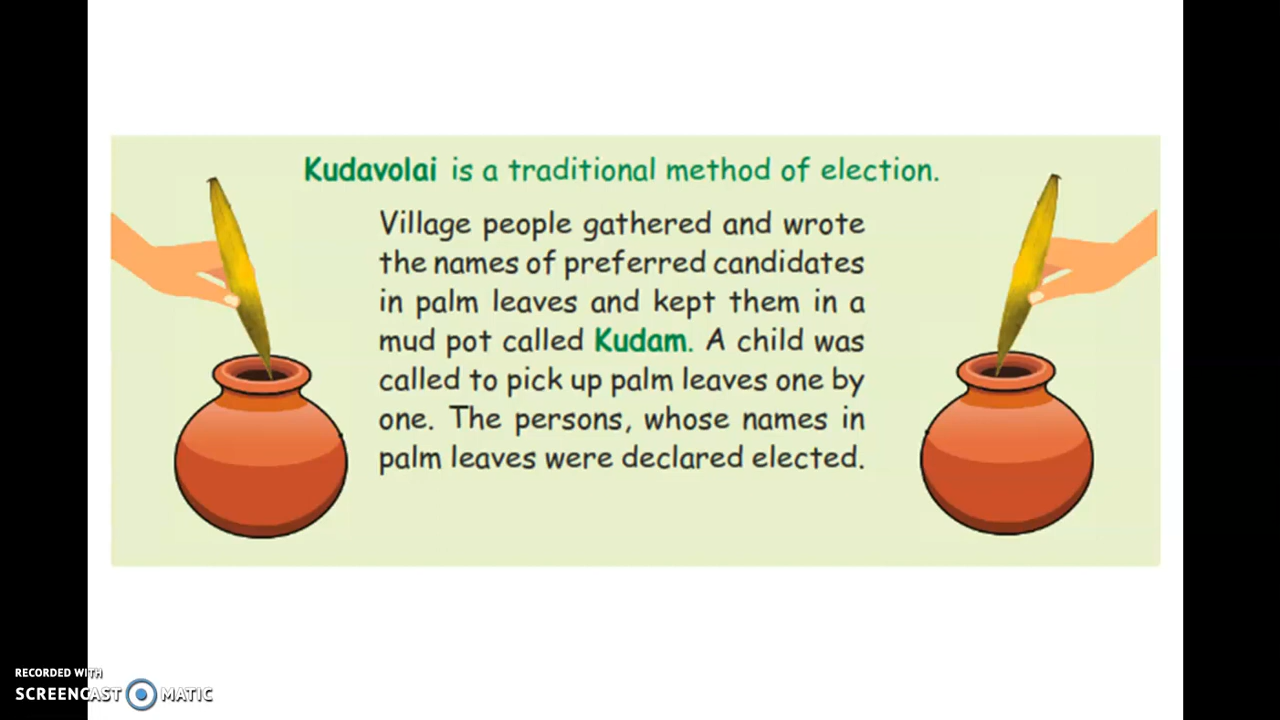 Kudavolai is a traditional method of election.
Village people gathered and wrote
the names of preferred candidates
in palm leaves and kept them in a
mud pot called Kudam. A child was
called to pick up palm leaves one by
one. The persons, whose names in
palm leaves were declared elected.
RECORDED WITH
SCREENCAST MATIC